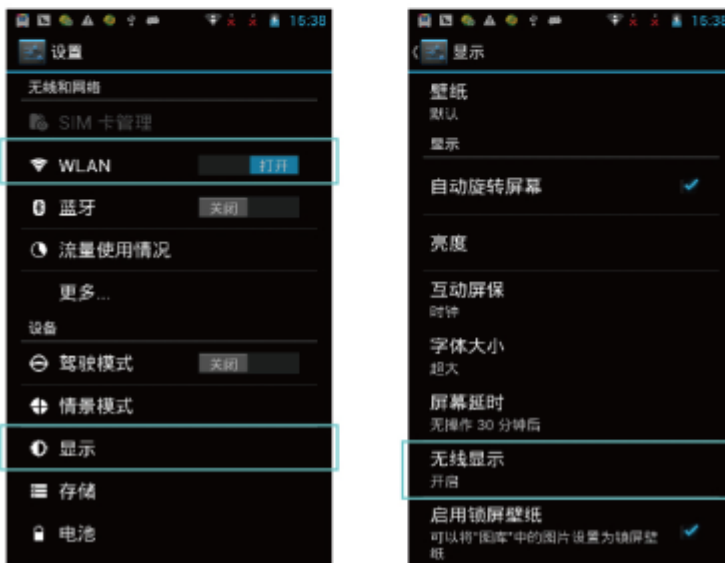 15:38
设置
无线和网络
SIM 卡管理
WLAN 打开
蓝牙 关闭
流量使用情况
更多...
设备
驾驶模式 关闭
情景模式
显示
存储
电池
15:38
显示
壁纸
默认
显示
自动旋转屏幕
亮度
互动屏保
时钟
字体大小
超大
屏幕延时
无操作 30 分钟后
无线显示
开启
启用锁屏壁纸
可以将"图库"中的图片设置为锁屏壁
纸